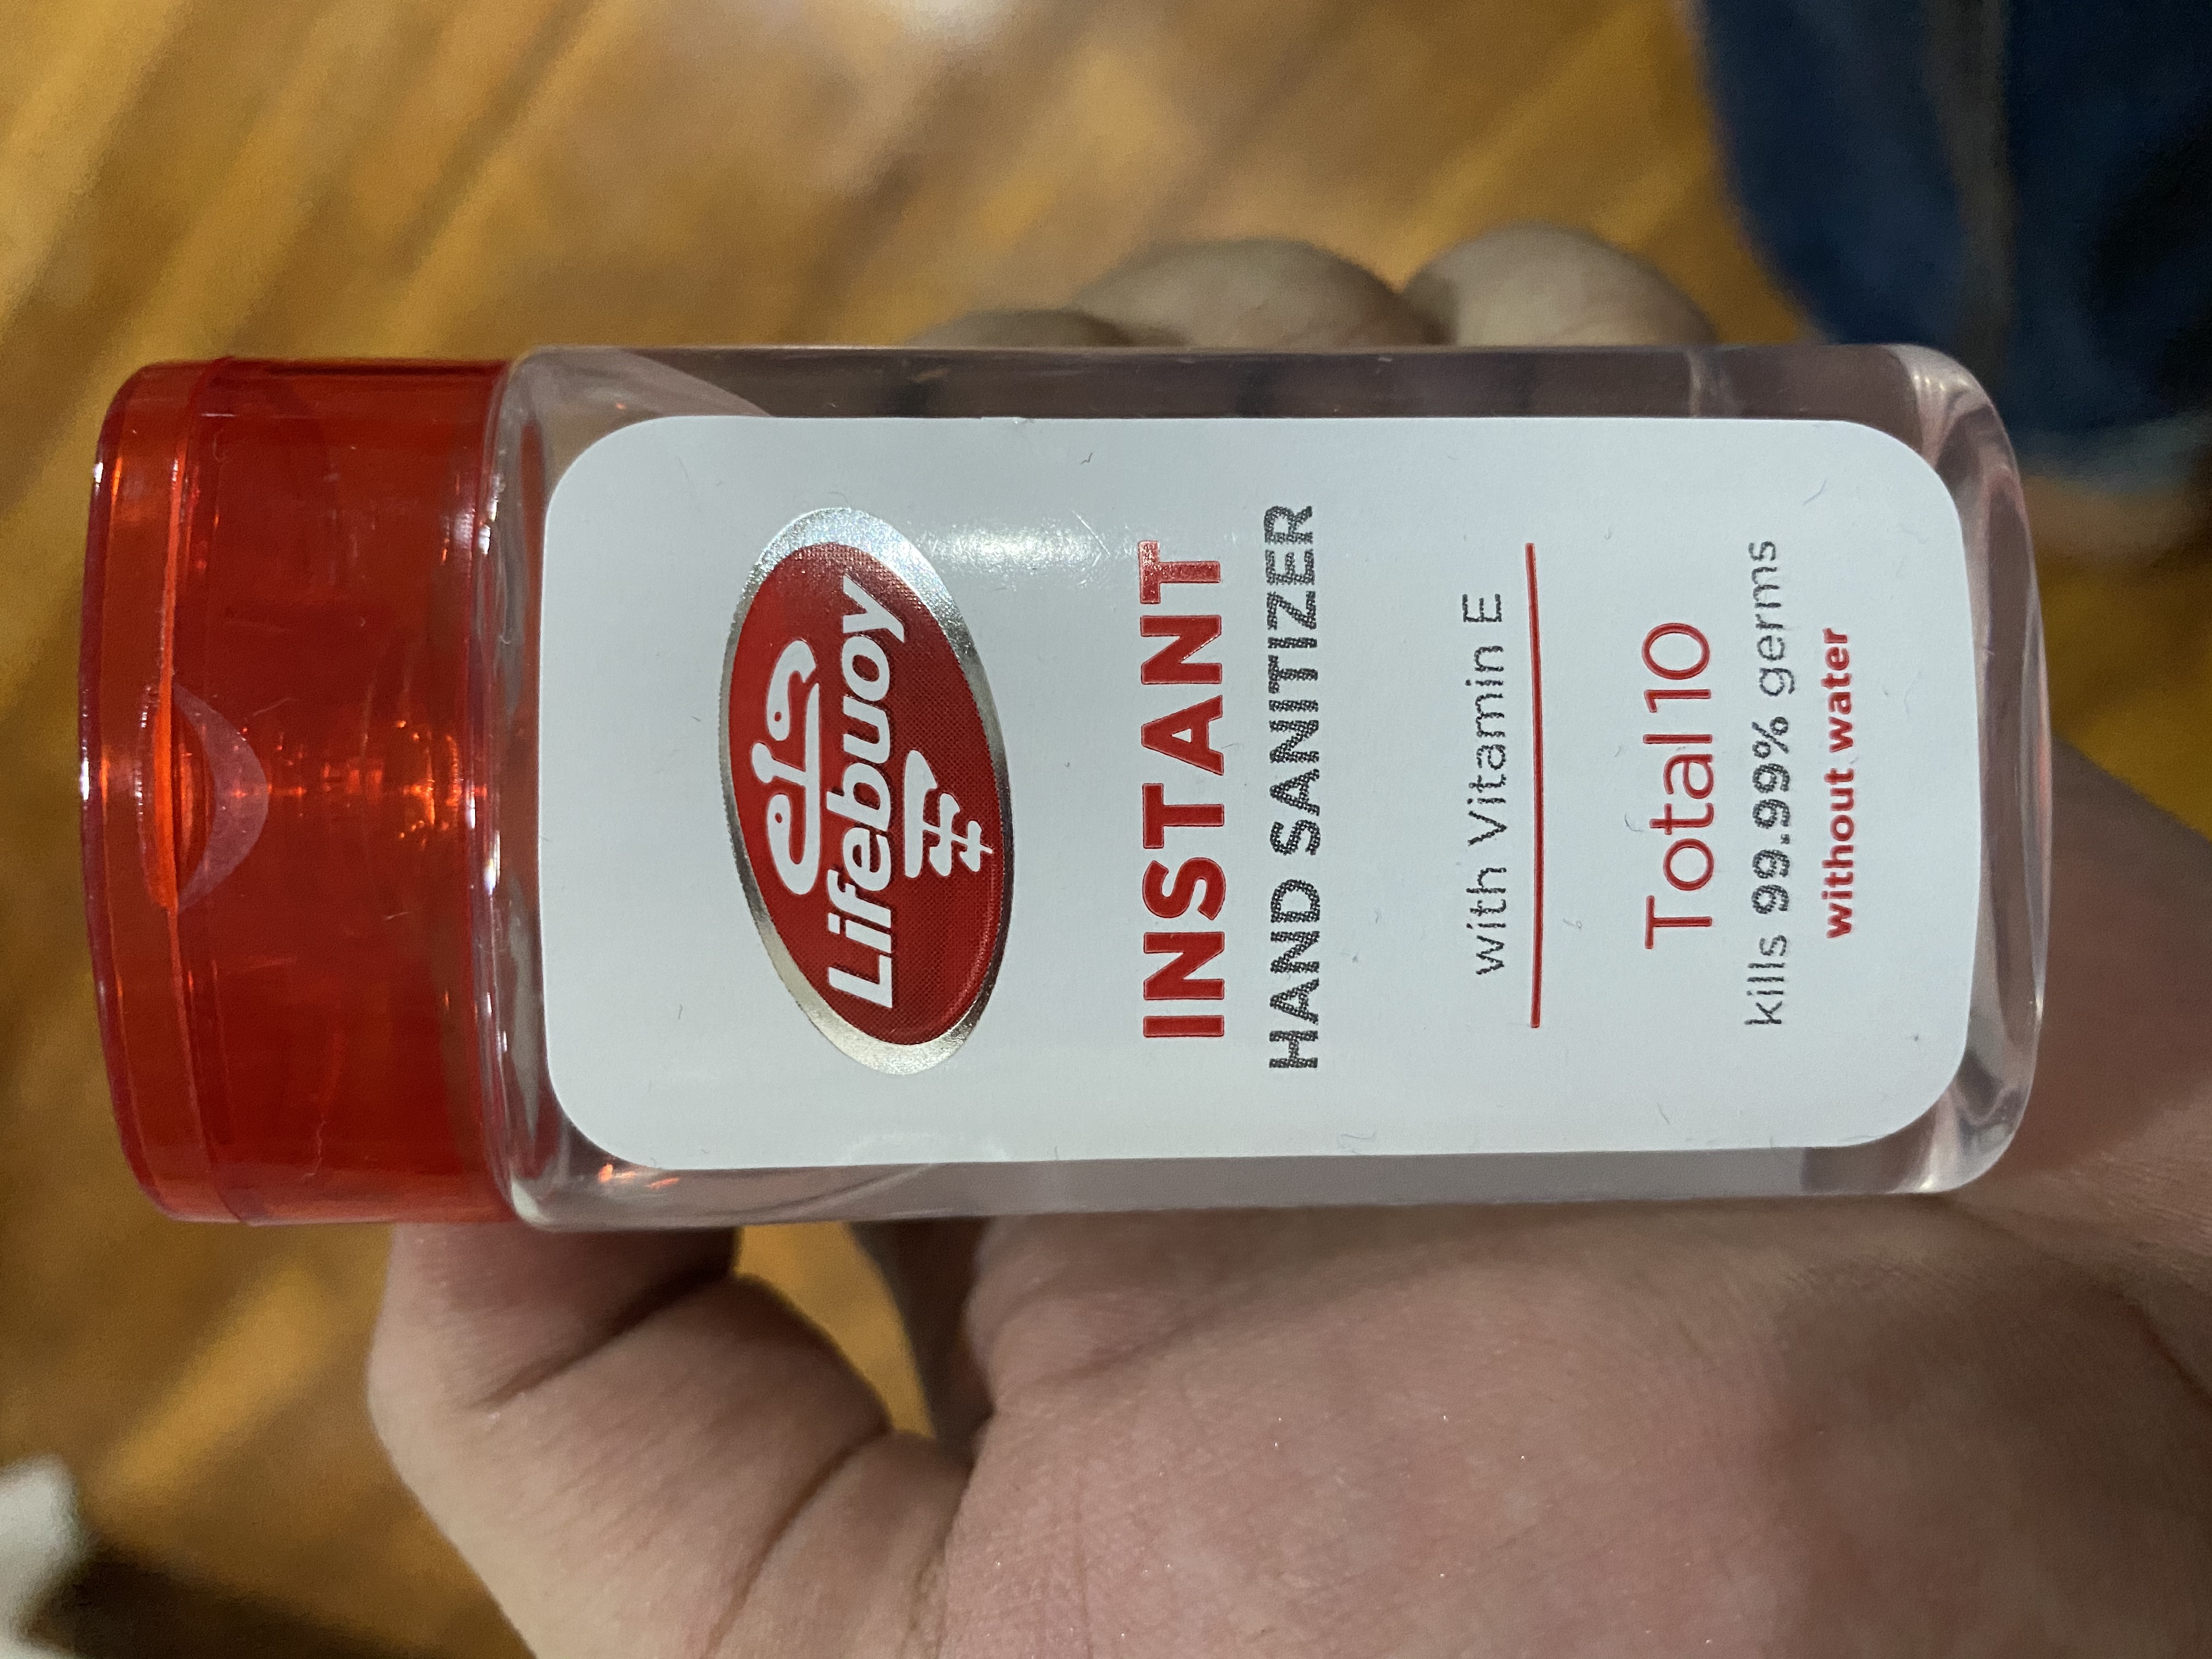 Lifebuoy
INSTANT
HAND SANITIZER
with Vitamin E
Total 10
kills 99.99% germs
without water